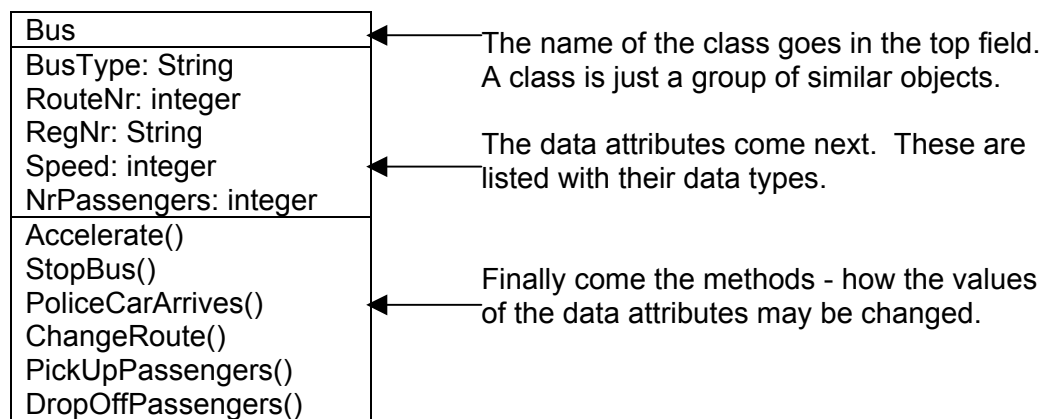 Bus
BusType: String
RouteNr: integer
RegNr: String
Speed: integer
NrPassengers: integer
Accelerate()
StopBus()
PoliceCarArrives()
ChangeRoute()
PickUpPassengers()
DropOffPassengers()
The name of the class goes in the top field.
A class is just a group of similar objects.
The data attributes come next.  These are
listed with their data types.
Finally come the methods - how the values
of the data attributes may be changed.